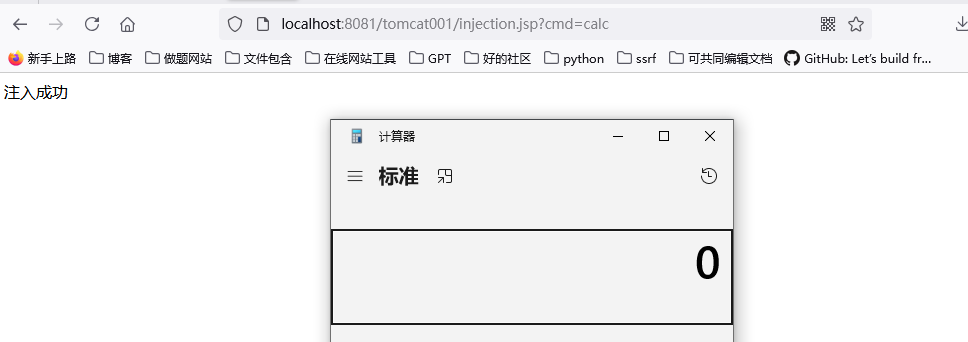 localhost:8081/tomcat001/injection.jsp?cmd=calc
新手上路 博客 做题网站 文件包含 在线网站工具 GPT 好的社区 python ssrf 可共同编辑文档 GitHub: Let's build fr...
注入成功
计算器
标准
0